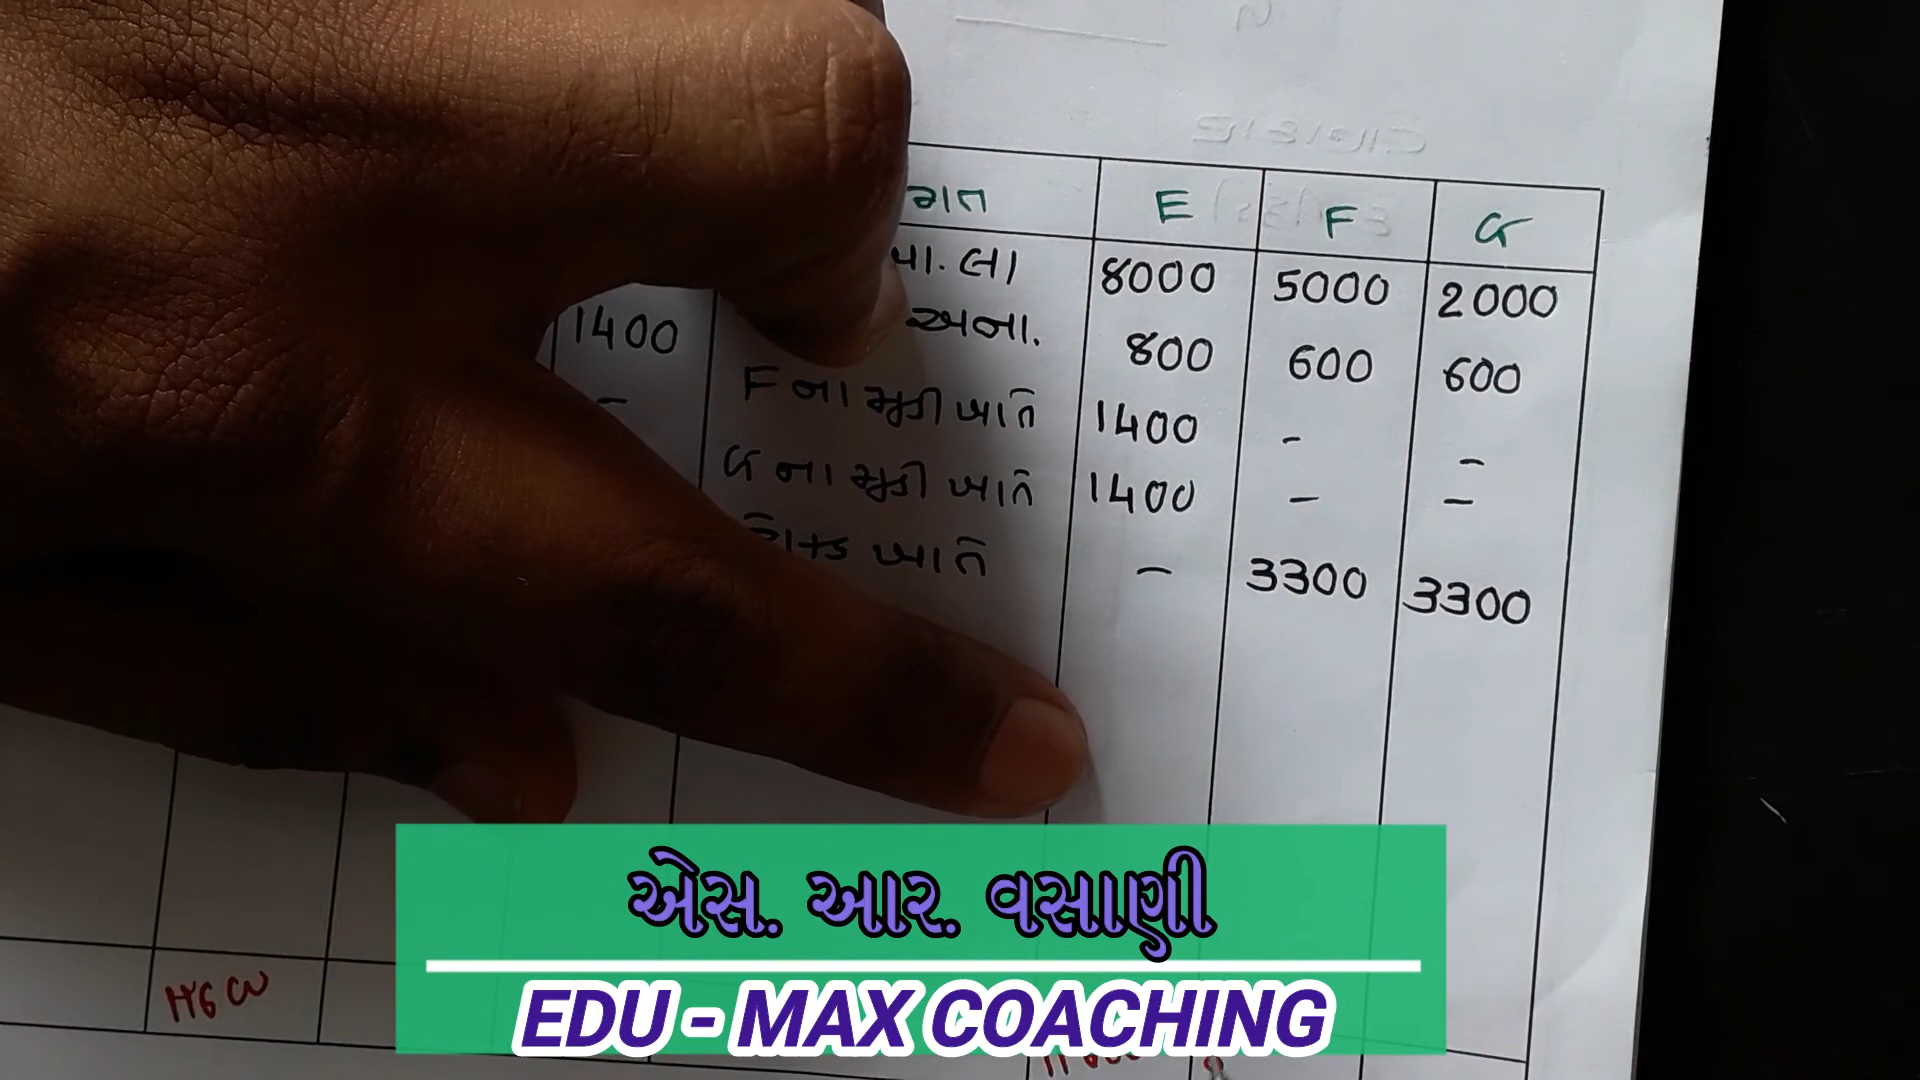 ગત E F G
બા. લા 8000 5000 2000
અના. 800 600 600
1400
F ના મૂડી ખાતે 1400 - -
-
G ના મૂડી ખાતે 1400 - -
ખાતે - 3300 3300
એસ. આર. વસાણી
EDU - MAX COACHING